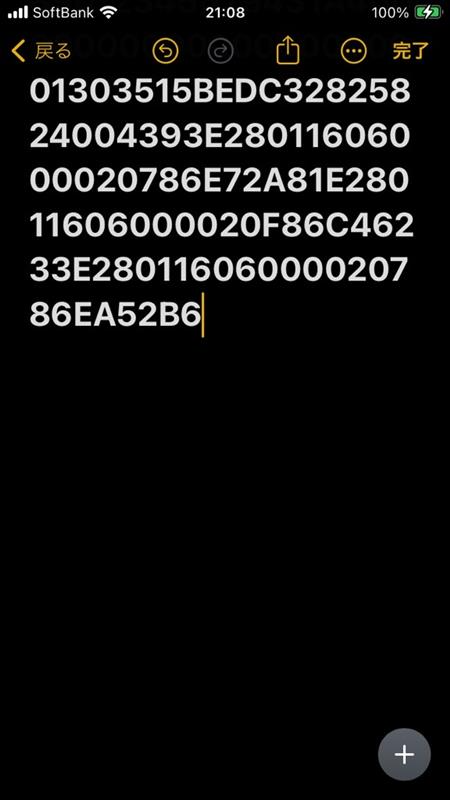 SoftBank 21:08 100%
戻る 完了
01303515BEDC328258
24004393E280116060
00020786E72A81E280
11606000020F86C462
33E280116060000207
86EA52B6